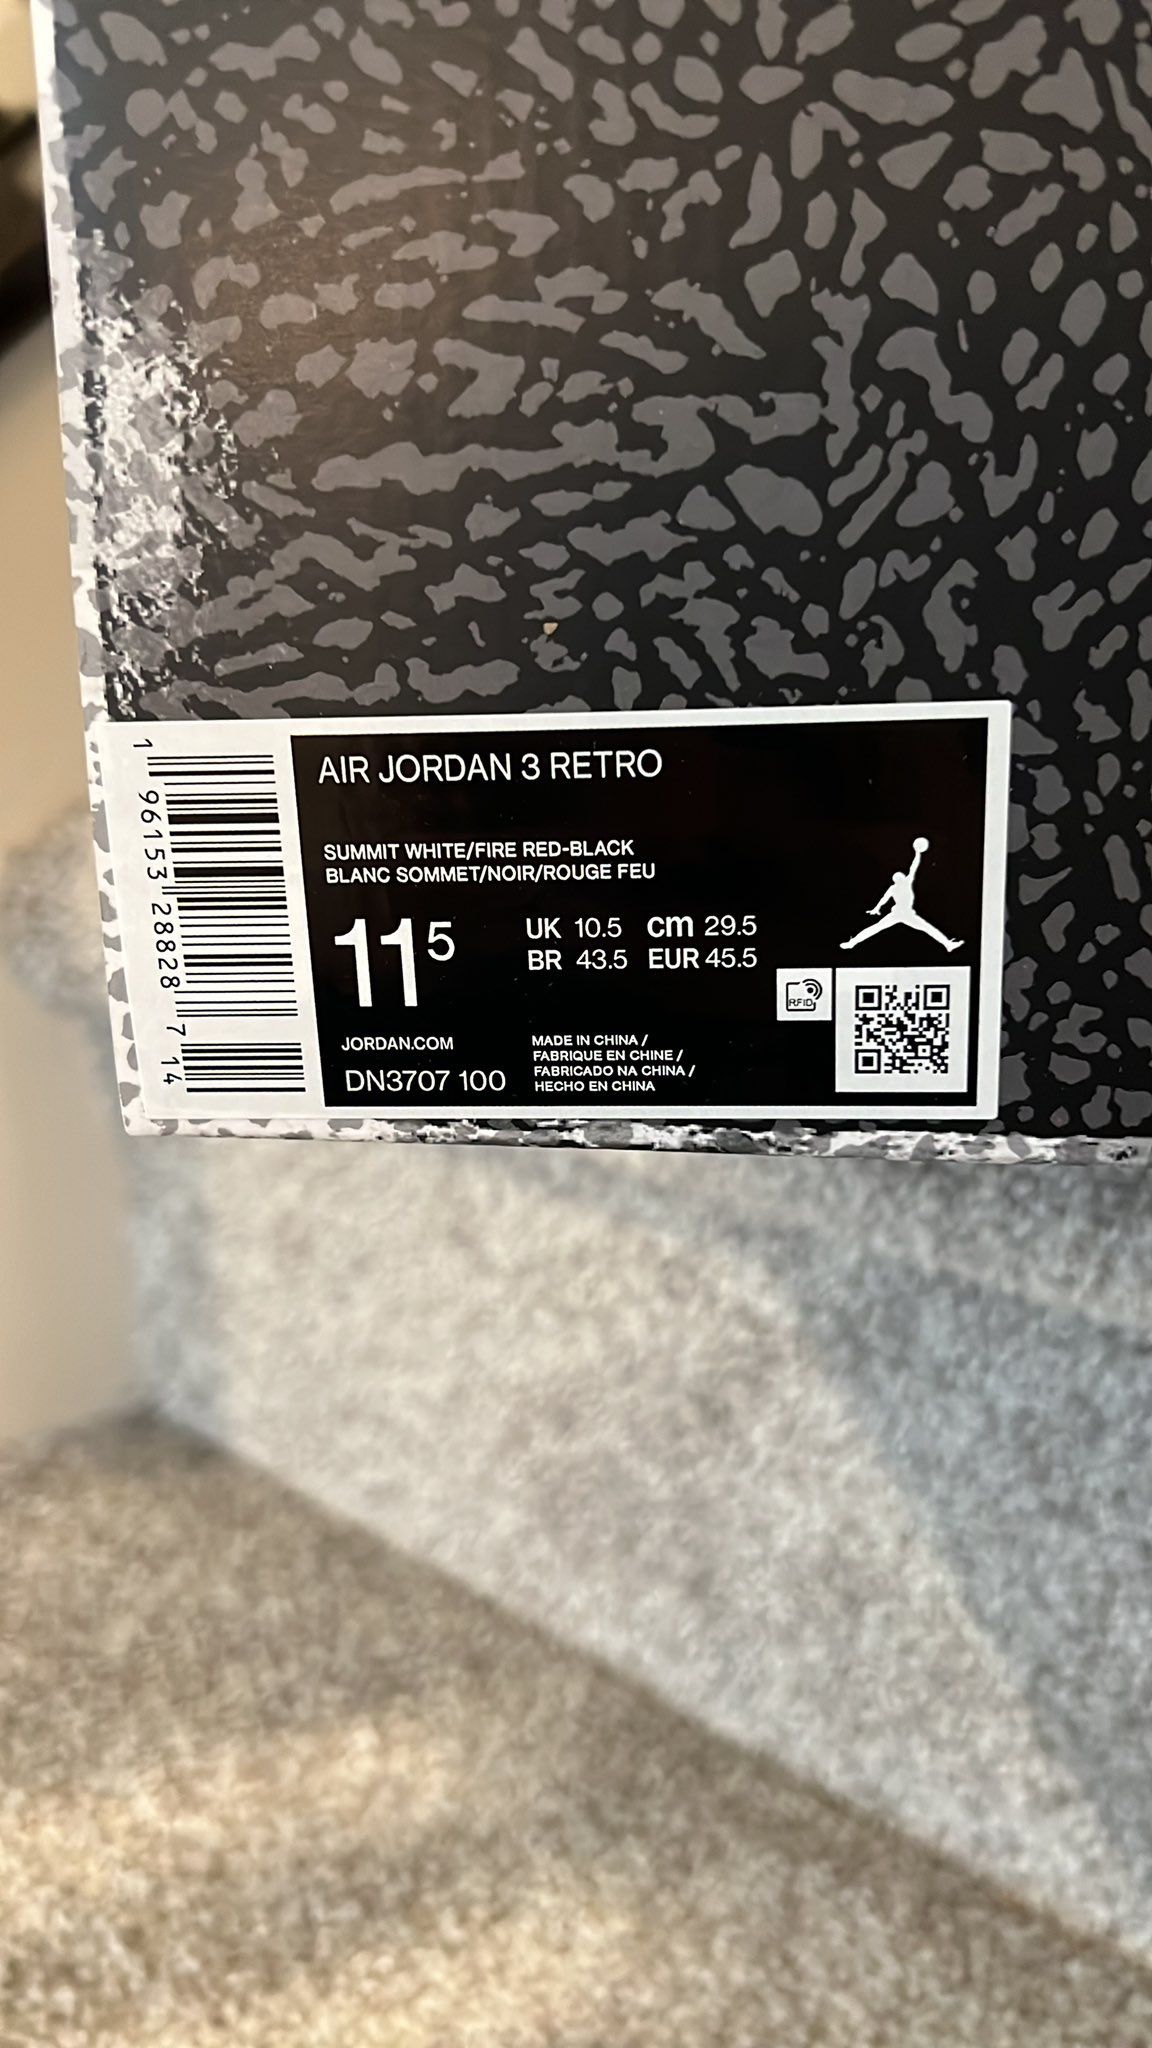 AIR JORDAN 3 RETRO
SUMMIT WHITE/FIRE RED-BLACK
BLANC SOMMET/NOIR/ROUGE FEU
11 5
UK 10.5 cm 29.5
BR 43.5 EUR 45.5
RFID
JORDAN.COM
DN3707 100
MADE IN CHINA /
FABRIQUE EN CHINE /
FABRICADO NA CHINA /
HECHO EN CHINA
1 96153 28828 7 14